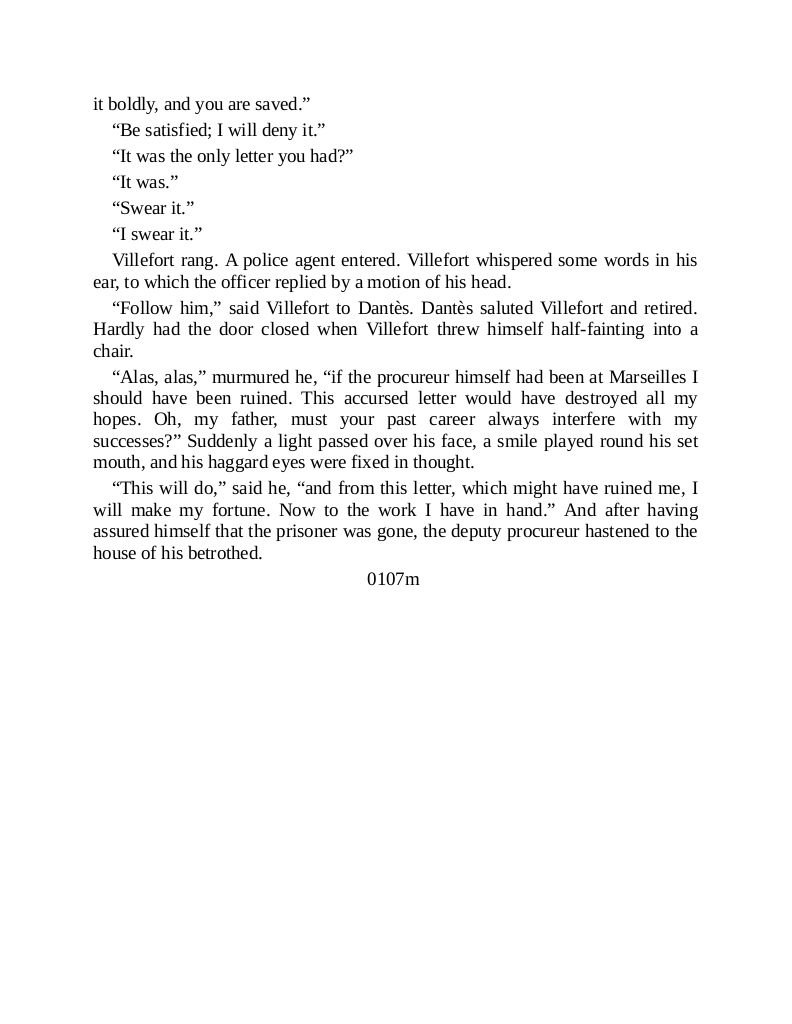 it boldly, and you are saved.”
“Be satisfied; I will deny it.”
“It was the only letter you had?”
“It was.”
“Swear it.”
“I swear it.”
Villefort rang. A police agent entered. Villefort whispered some words in his
ear, to which the officer replied by a motion of his head.
“Follow him,” said Villefort to Dantès. Dantès saluted Villefort and retired.
Hardly had the door closed when Villefort threw himself half-fainting into a
chair.
“Alas, alas,” murmured he, “if the procureur himself had been at Marseilles I
should have been ruined. This accursed letter would have destroyed all my
hopes. Oh, my father, must your past career always interfere with my
successes?” Suddenly a light passed over his face, a smile played round his set
mouth, and his haggard eyes were fixed in thought.
“This will do,” said he, “and from this letter, which might have ruined me, I
will make my fortune. Now to the work I have in hand.” And after having
assured himself that the prisoner was gone, the deputy procureur hastened to the
house of his betrothed.
0107m